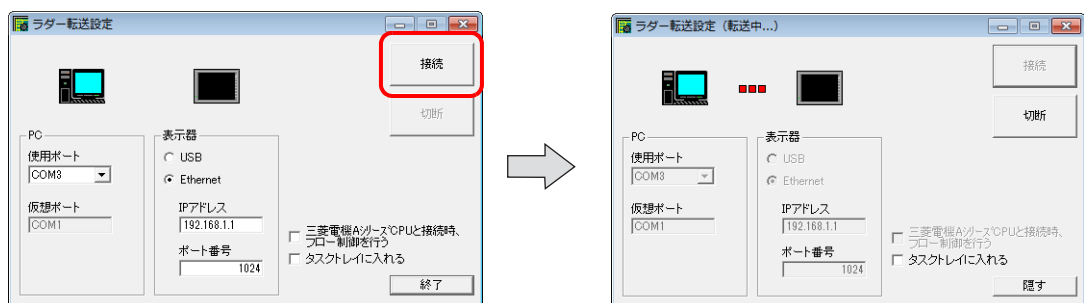 ラダー転送設定
接続
切断
PC
使用ポート
COM3
仮想ポート
COM1
表示器
USB
Ethernet
IPアドレス
192.168.1.1
ポート番号
1024
三菱電機Aシリーズ CPUと接続時、
フロー制御を行う
タスクトレイに入れる
終了
ラダー転送設定 (転送中...)
接続
切断
PC
使用ポート
COM3
仮想ポート
COM1
表示器
USB
Ethernet
IPアドレス
192.168.1.1
ポート番号
1024
三菱電機Aシリーズ CPUと接続時、
フロー制御を行う
タスクトレイに入れる
隠す